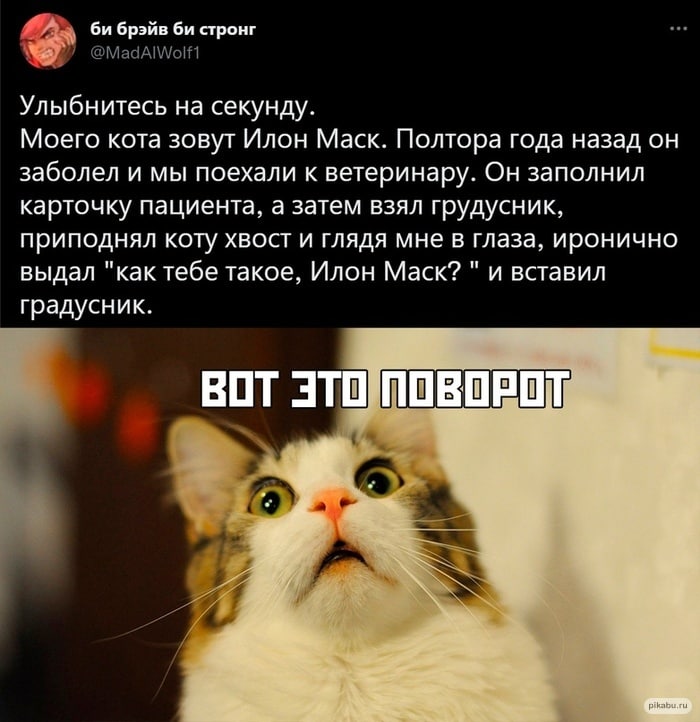 би брэйв би стронг
@MadAlWolf1
Улыбнитесь на секунду.
Моего кота зовут Илон Маск. Полтора года назад он
заболел и мы поехали к ветеринару. Он заполнил
карточку пациента, а затем взял грудусник,
приподнял коту хвост и глядя мне в глаза, иронично
выдал "как тебе такое, Илон Маск? " и вставил
градусник.
ВОТ ЭТО ПОВОРОТ
pikabu.ru